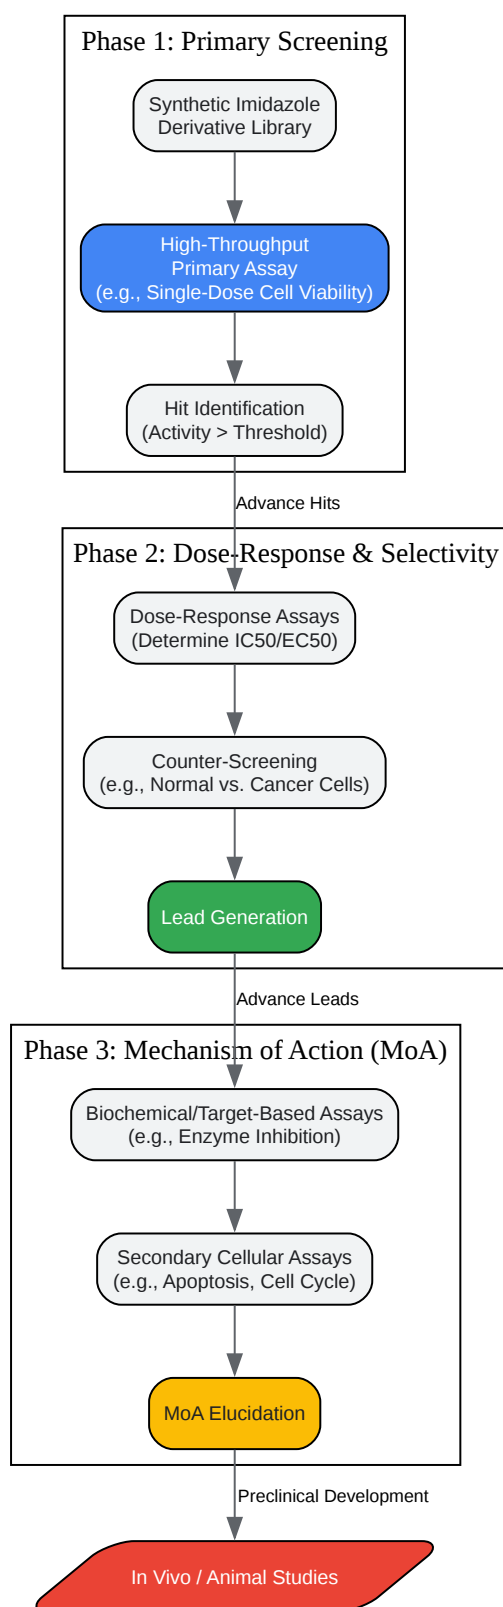 Phase 1: Primary Screening
Synthetic Imidazole
Derivative Library
High-Throughput
Primary Assay
(e.g., Single-Dose Cell Viability)
Hit Identification
(Activity > Threshold)
Advance Hits
Phase 2: Dose-Response & Selectivity
Dose-Response Assays
(Determine IC50/EC50)
Counter-Screening
(e.g., Normal vs. Cancer Cells)
Lead Generation
Advance Leads
Phase 3: Mechanism of Action (MoA)
Biochemical/Target-Based Assays
(e.g., Enzyme Inhibition)
Secondary Cellular Assays
(e.g., Apoptosis, Cell Cycle)
MoA Elucidation
Preclinical Development
In Vivo / Animal Studies